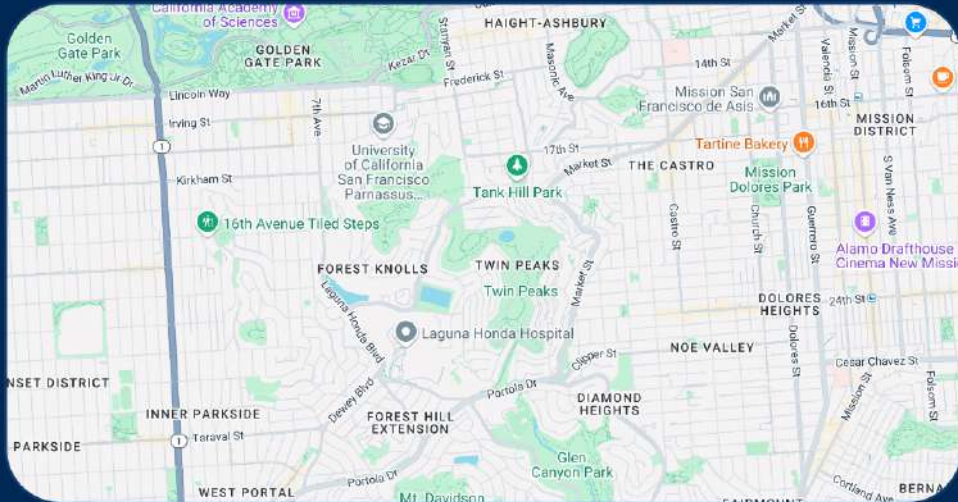 California Academy
of Sciences
HAIGHT-ASHBURY
Golden
Gate Park
GOLDEN
GATE PARK
Kezar Dr
Stanyan St
Masonic Ave
Market St
14th St
Valencia St
Mission St
Folsom St
Martin Luther King Jr Dr
Lincoln Way
Frederick St
Mission San
Francisco de Asis
16th St
MISSION
DISTRICT
7th Ave
Irving St
1
University
of California
San Francisco
Parnassus...
17th St
Market St
THE CASTRO
Tartine Bakery
Kirkham St
Tank Hill Park
Mission
Dolores Park
S Van Ness Ave
16th Avenue Tiled Steps
Castro St
Church St
Guerrero St
Alamo Drafthouse
Cinema New Missi
FOREST KNOLLS
TWIN PEAKS
Twin Peaks
Market St
Laguna Honda Blvd
DOLORES
HEIGHTS
24th St
Laguna Honda Hospital
NOE VALLEY
Dolores St
Clipper St
Cesar Chavez St
NSET DISTRICT
Dewey Blvd
Portola Dr
DIAMOND
HEIGHTS
Mission St
Folsom St
INNER PARKSIDE
FOREST HILL
EXTENSION
1
Taraval St
PARKSIDE
Glen
Canyon Park
Portola Dr
WEST PORTAL
Mt. Davidson
Cortland Ave
BERNA